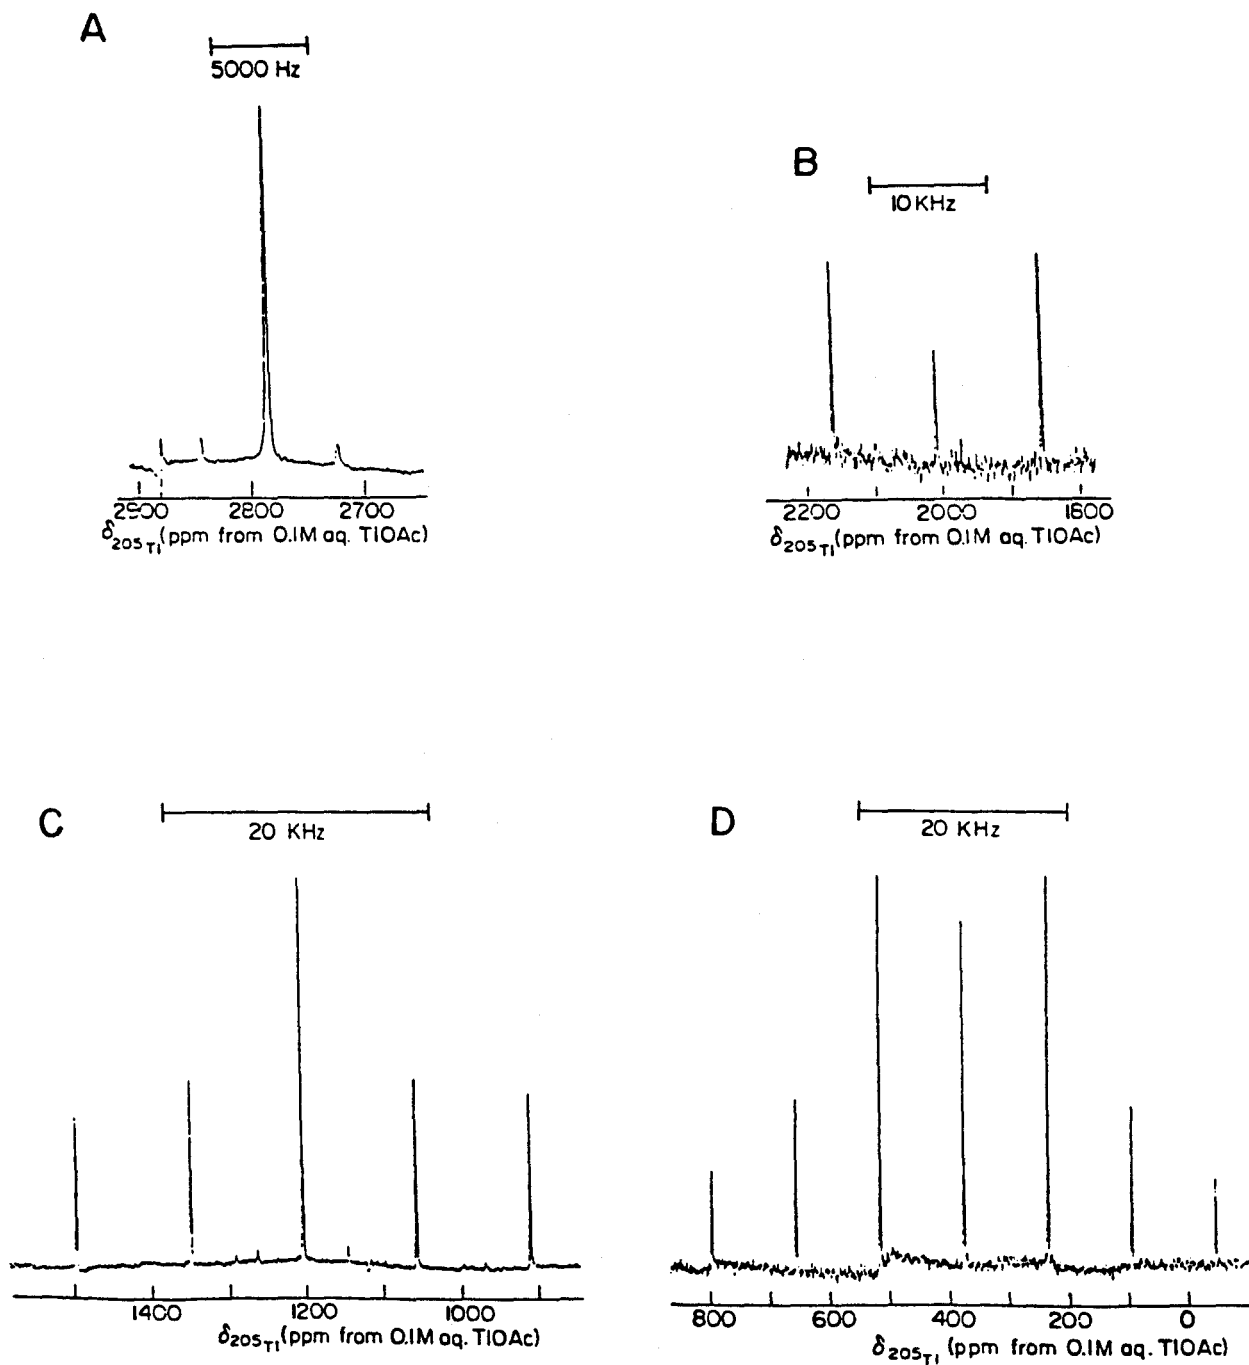 A
5000 Hz
2900 2800 2700
δ205Tl (ppm from 0.1M aq. TlOAc)
B
10 KHz
2200 2000 1600
δ205Tl (ppm from 0.1M aq. TlOAc)
C
20 KHz
1400 1200 1000
δ205Tl (ppm from 0.1M aq. TlOAc)
D
20 KHz
800 600 400 200 0
δ205Tl (ppm from 0.1M aq. TlOAc)